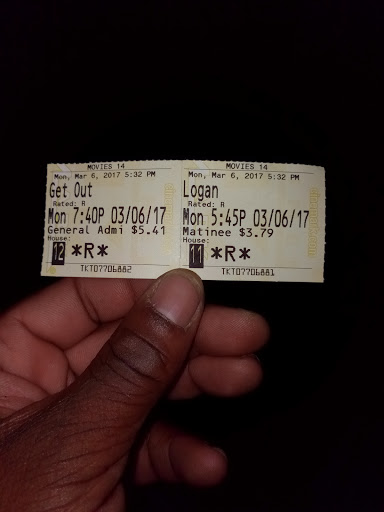 MOVIES 14
Mon, Mar 6, 2017 5:32 PM
Get Out
Rated: R
Mon 7:40P 03/06/17
General Admi $5.41
House:
12 *R*
TKT07706882
MOVIES 14
Mon, Mar 6, 2017 5:32 PM
Logan
Rated: R
Mon 5:45P 03/06/17
Matinee $3.79
House:
11 *R*
TKT07706881